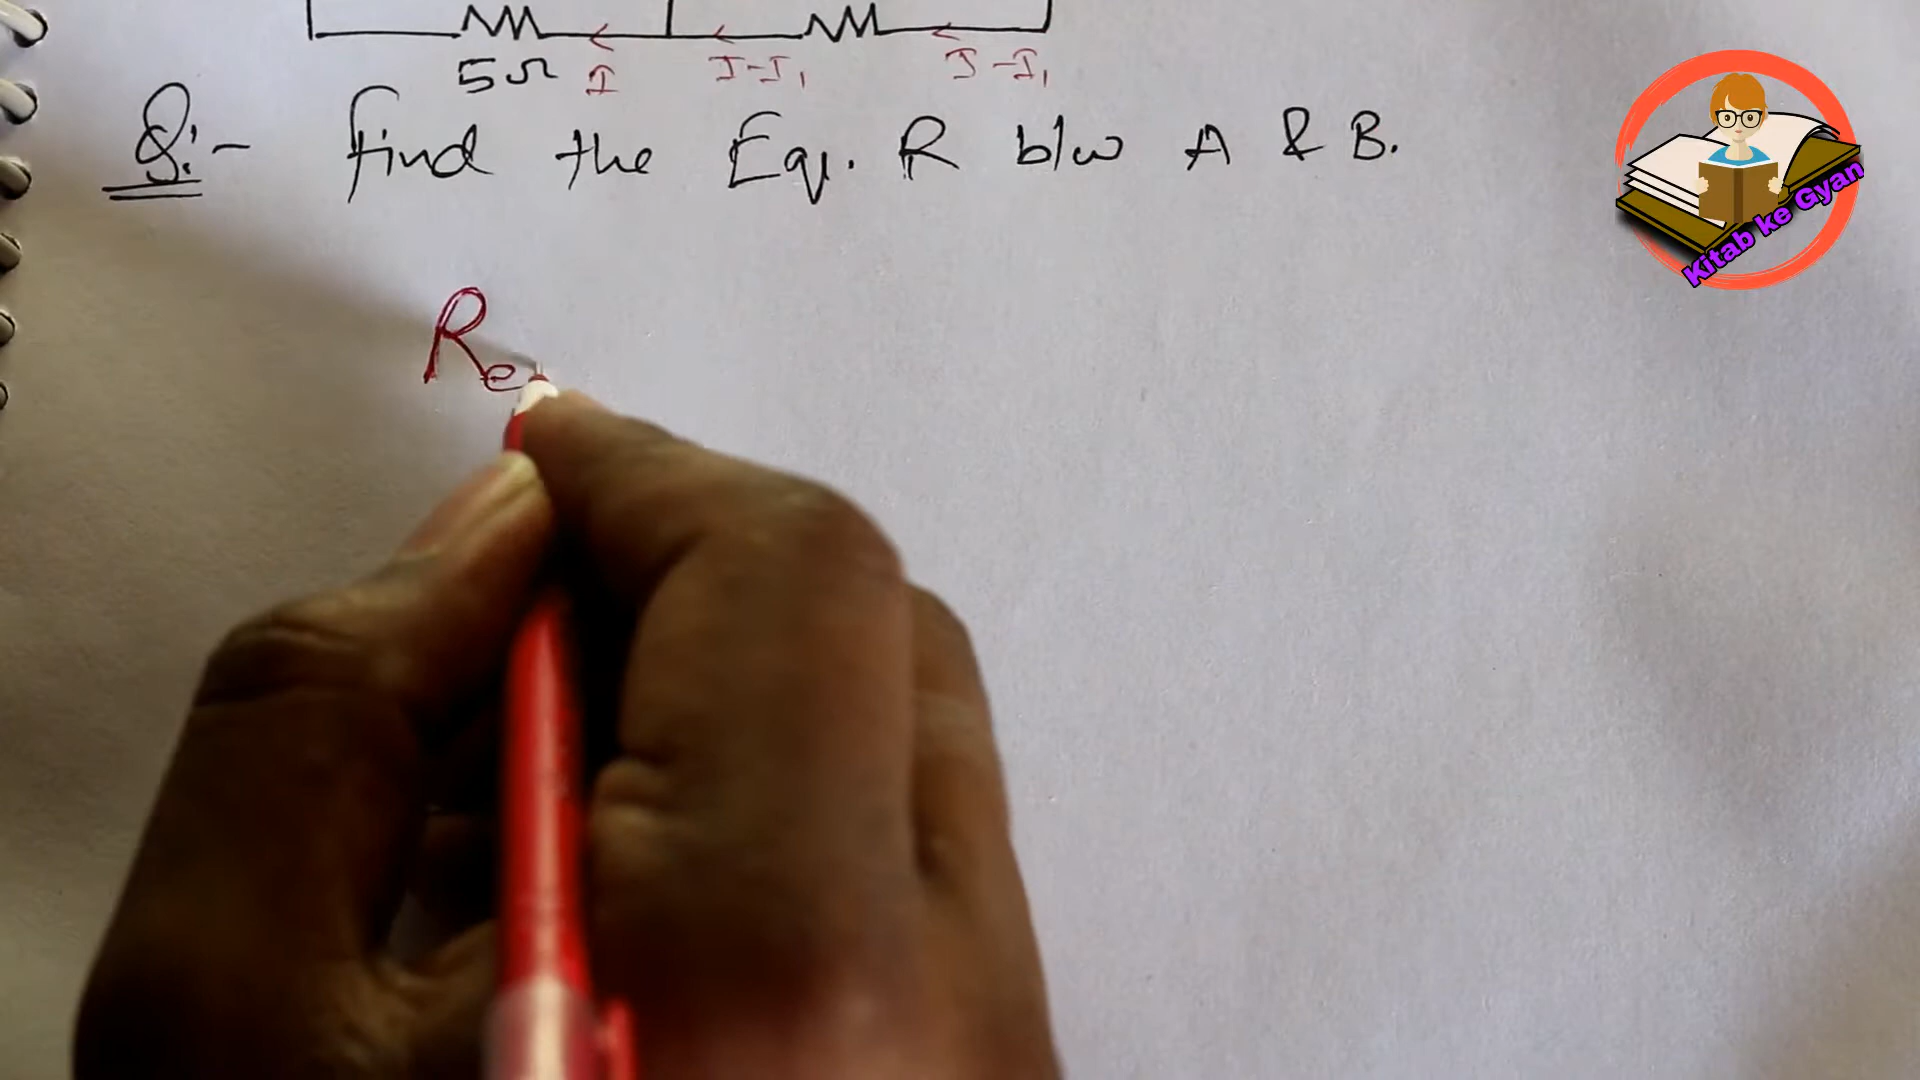 5Ω I I-I₁ I-I₁
Q:- find the Eq. R b/w A & B.
Re
Kitab ke Gyan